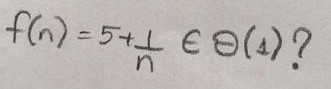 f(n) = 5 + 1/n ∈ Θ(1)?